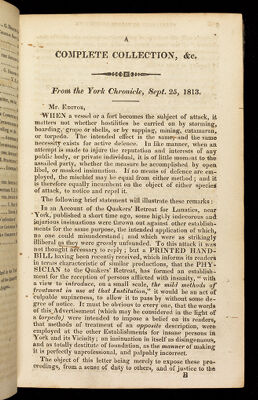 A
COMPLETE COLLECTION, &c.
From the York Chronicle, Sept. 25, 1813.
Mr. Editor,
WHEN a vessel or a fort becomes the subject of attack, it
matters not whether hostilities be carried on by storming,
boarding, grape or shells, or by sapping, mining, catamaran,
or torpedo. The intended effect is the same, and the same
necessity exists for active defence. In like manner, when an
attempt is made to injure the reputation and interests of any
public body, or private individual, it is of little moment to the
assailed party, whether the measure be accomplished by open
libel, or masked insinuation. If no means of defence are em-
ployed, the mischief may be equal from either method; and it
is therefore equally incumbent on the object of either species
of attack, to notice and repel it.
The following brief statement will illustrate these remarks:
In an Account of the Quakers' Retreat for Lunatics, near
York, published a short time ago, some highly indecorous and
injurious insinuations were thrown out against other establish-
ments for the same purpose, the intended application of which,
no one could misunderstand; and which were as strikingly
illiberal as they were grossly unfounded. To this attack it was
not thought necessary to reply; but a PRINTED HAND-
BILL having been recently received, which informs its readers
in terms characteristic of similar productions, that the PHY-
SICIAN to the Quakers' Retreat, has formed an establish-
ment for the reception of persons afflicted with insanity, "with
a view to introduce, on a small scale, the mild methods of
treatment in use at that Institution," it would be an act of
culpable supineness, to allow it to pass by without some de-
gree of notice. It must be obvious to every one, that the words
of this Advertisement (which may be considered in the light of
a torpedo) were intended to impose a belief on its readers,
that methods of treatment of an opposite description, were
employed at the other Establishments for insane persons in
York and its Vicinity; an insinuation in itself as disingenuous,
and as totally destitute of foundation, as the manner of making
it is perfectly unprofessional, and palpably incorrect.
The object of this letter being merely to expose these pro-
ceedings, from a sense of duty to others, and of justice to the
B